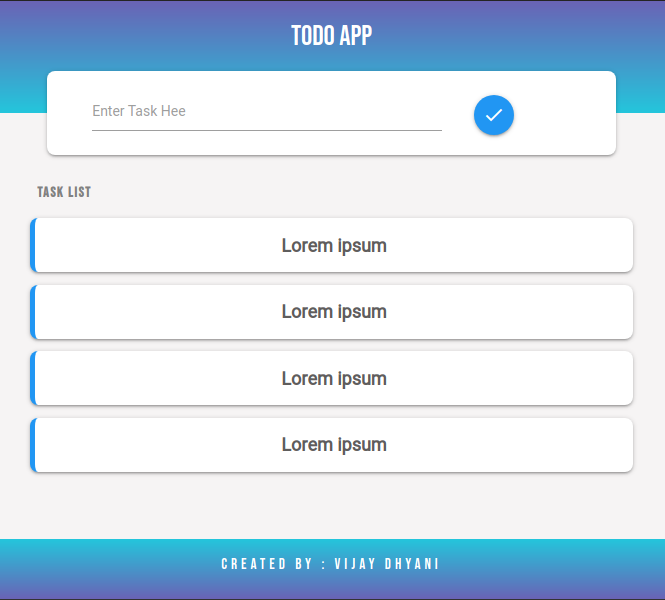 TODO APP
Enter Task Hee
TASK LIST
Lorem ipsum
Lorem ipsum
Lorem ipsum
Lorem ipsum
CREATED BY : VIJAY DHYANI